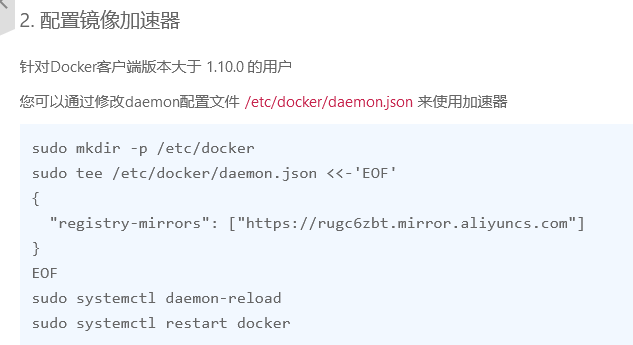 2. 配置镜像加速器
针对Docker客户端版本大于 1.10.0 的用户
您可以通过修改daemon配置文件 /etc/docker/daemon.json 来使用加速器
sudo mkdir -p /etc/docker
sudo tee /etc/docker/daemon.json <<-'EOF'
{
  "registry-mirrors": ["https://rugc6zbt.mirror.aliyuncs.com"]
}
EOF
sudo systemctl daemon-reload
sudo systemctl restart docker